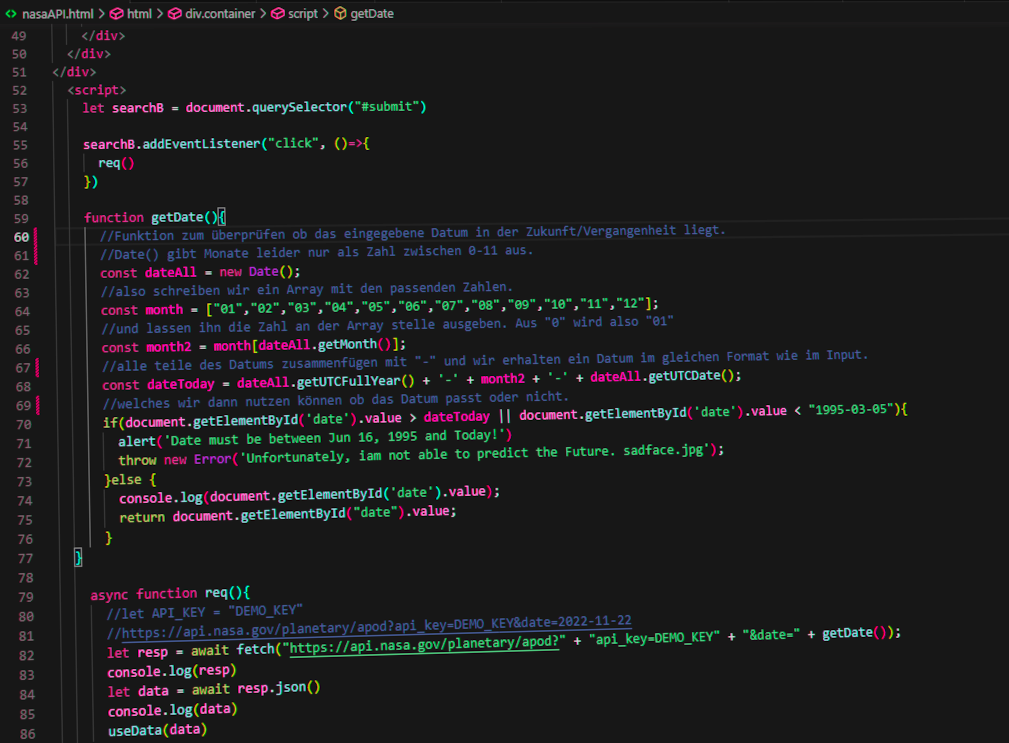 nasaAPI.html > html > div.container > script > getDate
49 </div>
50 </div>
51 </div>
52 <script>
53 let searchB = document.querySelector("#submit")
54
55 searchB.addEventListener("click", ()=>{
56 req()
57 })
58
59 function getDate(){
60 //Funktion zum überprüfen ob das eingegebene Datum in der Zukunft/Vergangenheit liegt.
61 //Date() gibt Monate leider nur als Zahl zwischen 0-11 aus.
62 const dateAll = new Date();
63 //also schreiben wir ein Array mit den passenden Zahlen.
64 const month = ["01","02","03","04","05","06","07","08","09","10","11","12"];
65 //und lassen ihn die Zahl an der Array stelle ausgeben. Aus "0" wird also "01"
66 const month2 = month[dateAll.getMonth()];
67 //alle teile des Datums zusammenfügen mit "-" und wir erhalten ein Datum im gleichen Format wie im Input.
68 const dateToday = dateAll.getUTCFullYear() + '-' + month2 + '-' + dateAll.getUTCDate();
69 //welches wir dann nutzen können ob das Datum passt oder nicht.
70 if(document.getElementById('date').value > dateToday || document.getElementById('date').value < "1995-03-05"){
71 alert('Date must be between Jun 16, 1995 and Today!')
72 throw new Error('Unfortunately, iam not able to predict the Future. sadface.jpg');
73 }else {
74 console.log(document.getElementById('date').value);
75 return document.getElementById("date").value;
76 }
77 }
78
79 async function req(){
80 //let API_KEY = "DEMO_KEY"
81 //https://api.nasa.gov/planetary/apod?api_key=DEMO_KEY&date=2022-11-22
82 let resp = await fetch("https://api.nasa.gov/planetary/apod?" + "api_key=DEMO_KEY" + "&date=" + getDate());
83 console.log(resp)
84 let data = await resp.json()
85 console.log(data)
86 useData(data)